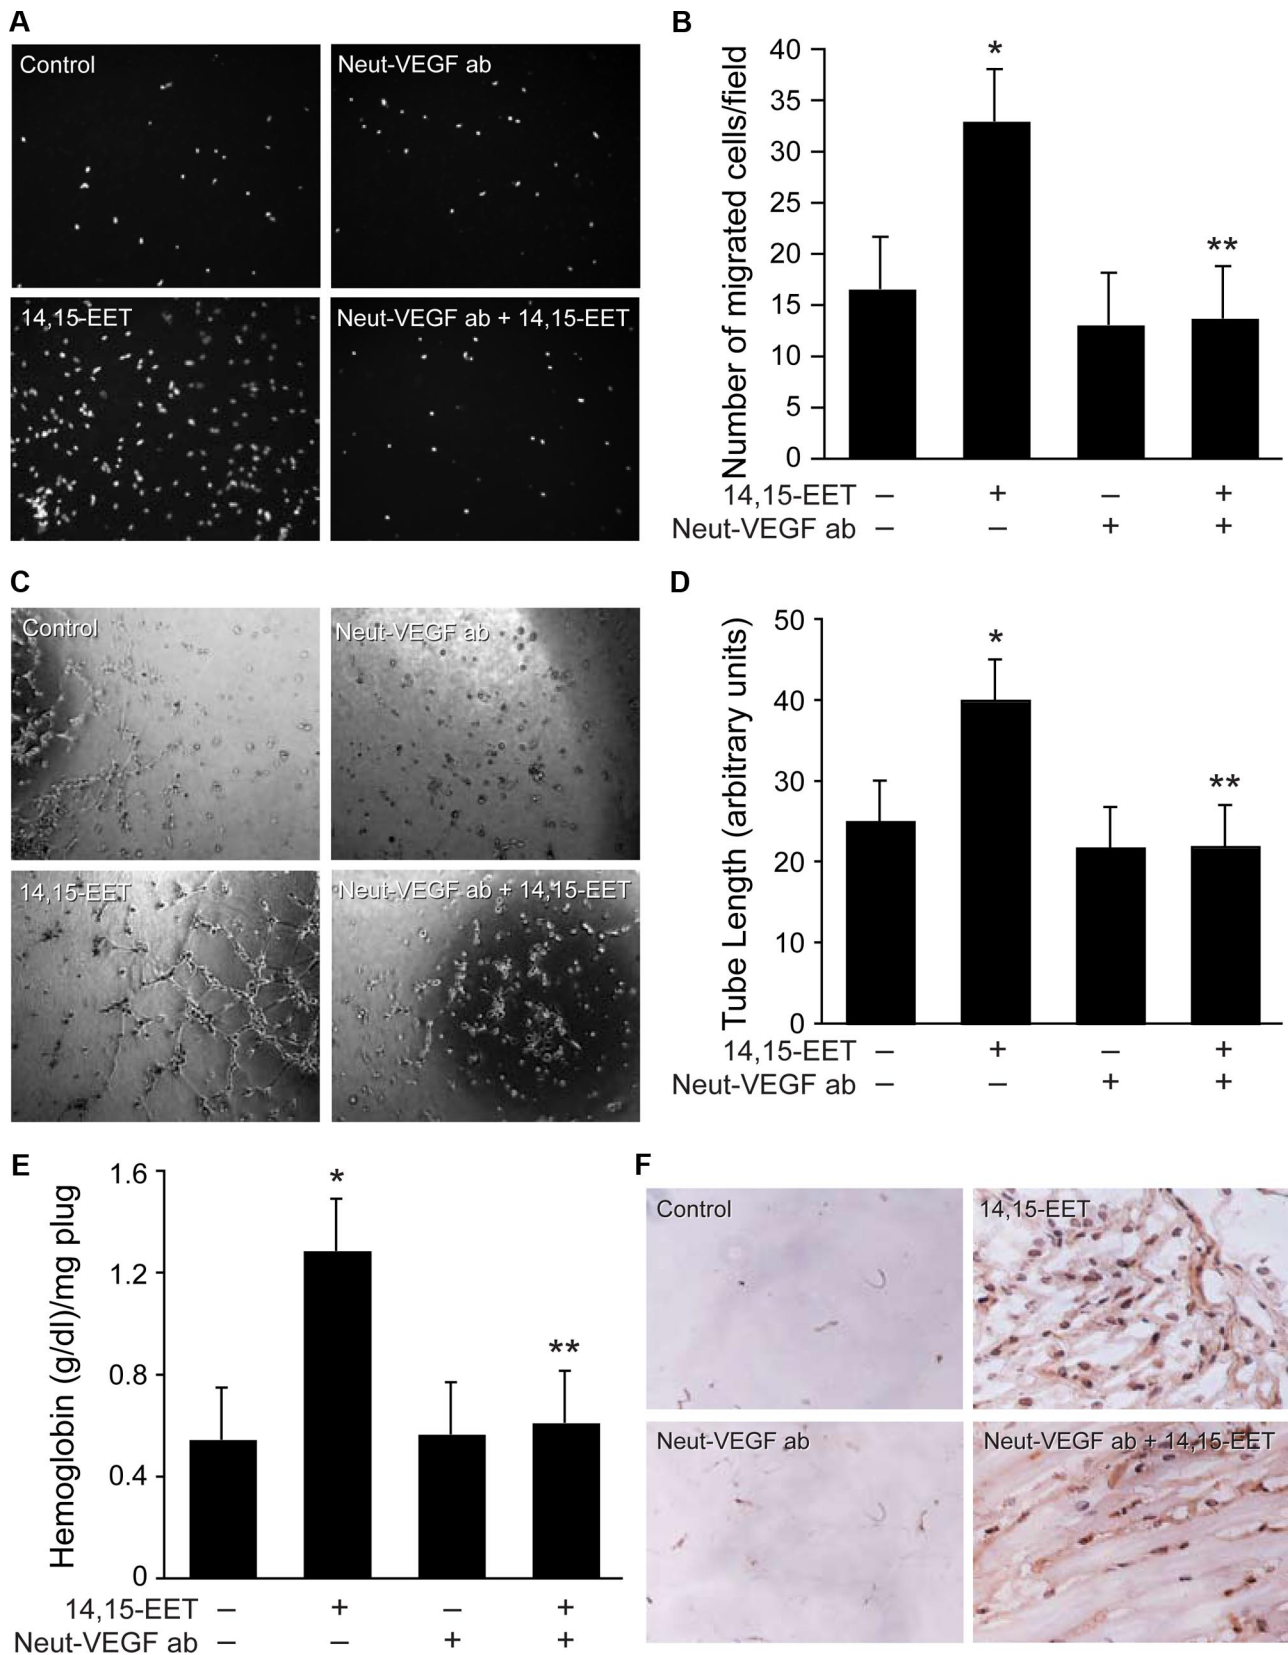 A
Control
Neut-VEGF ab
14,15-EET
Neut-VEGF ab + 14,15-EET
B
Number of migrated cells/field
40
35
30
25
20
15
10
5
0
*
**
14,15-EET – + – +
Neut-VEGF ab – – + +
C
Control
Neut-VEGF ab
14,15-EET
Neut-VEGF ab + 14,15-EET
D
Tube Length (arbitrary units)
50
40
30
20
10
0
*
**
14,15-EET – + – +
Neut-VEGF ab – – + +
E
Hemoglobin (g/dl)/mg plug
1.6
1.2
0.8
0.4
0
*
**
14,15-EET – + – +
Neut-VEGF ab – – + +
F
Control
14,15-EET
Neut-VEGF ab
Neut-VEGF ab + 14,15-EET